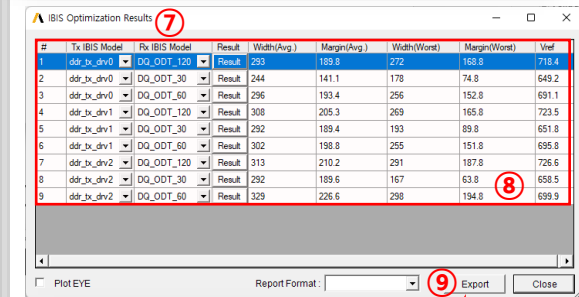 IBIS Optimization Results ⑦
# Tx IBIS Model Rx IBIS Model Result Width(Avg.) Margin(Avg.) Width(Worst) Margin(Worst) Vref
1 ddr_tx_drv0 DQ_ODT_120 Result 293 189.8 272 168.8 718.4
2 ddr_tx_drv0 DQ_ODT_30 Result 244 141.1 178 74.8 649.2
3 ddr_tx_drv0 DQ_ODT_60 Result 296 193.4 256 152.8 691.1
4 ddr_tx_drv1 DQ_ODT_120 Result 308 205.3 269 165.8 723.5
5 ddr_tx_drv1 DQ_ODT_30 Result 292 189.4 193 89.8 651.8
6 ddr_tx_drv1 DQ_ODT_60 Result 302 198.8 255 151.8 695.8
7 ddr_tx_drv2 DQ_ODT_120 Result 313 210.2 291 187.8 726.6
8 ddr_tx_drv2 DQ_ODT_30 Result 292 189.6 167 63.8 658.5
9 ddr_tx_drv2 DQ_ODT_60 Result 329 226.6 298 194.8 699.9
⑧
Plot EYE Report Format : ⑨ Export Close